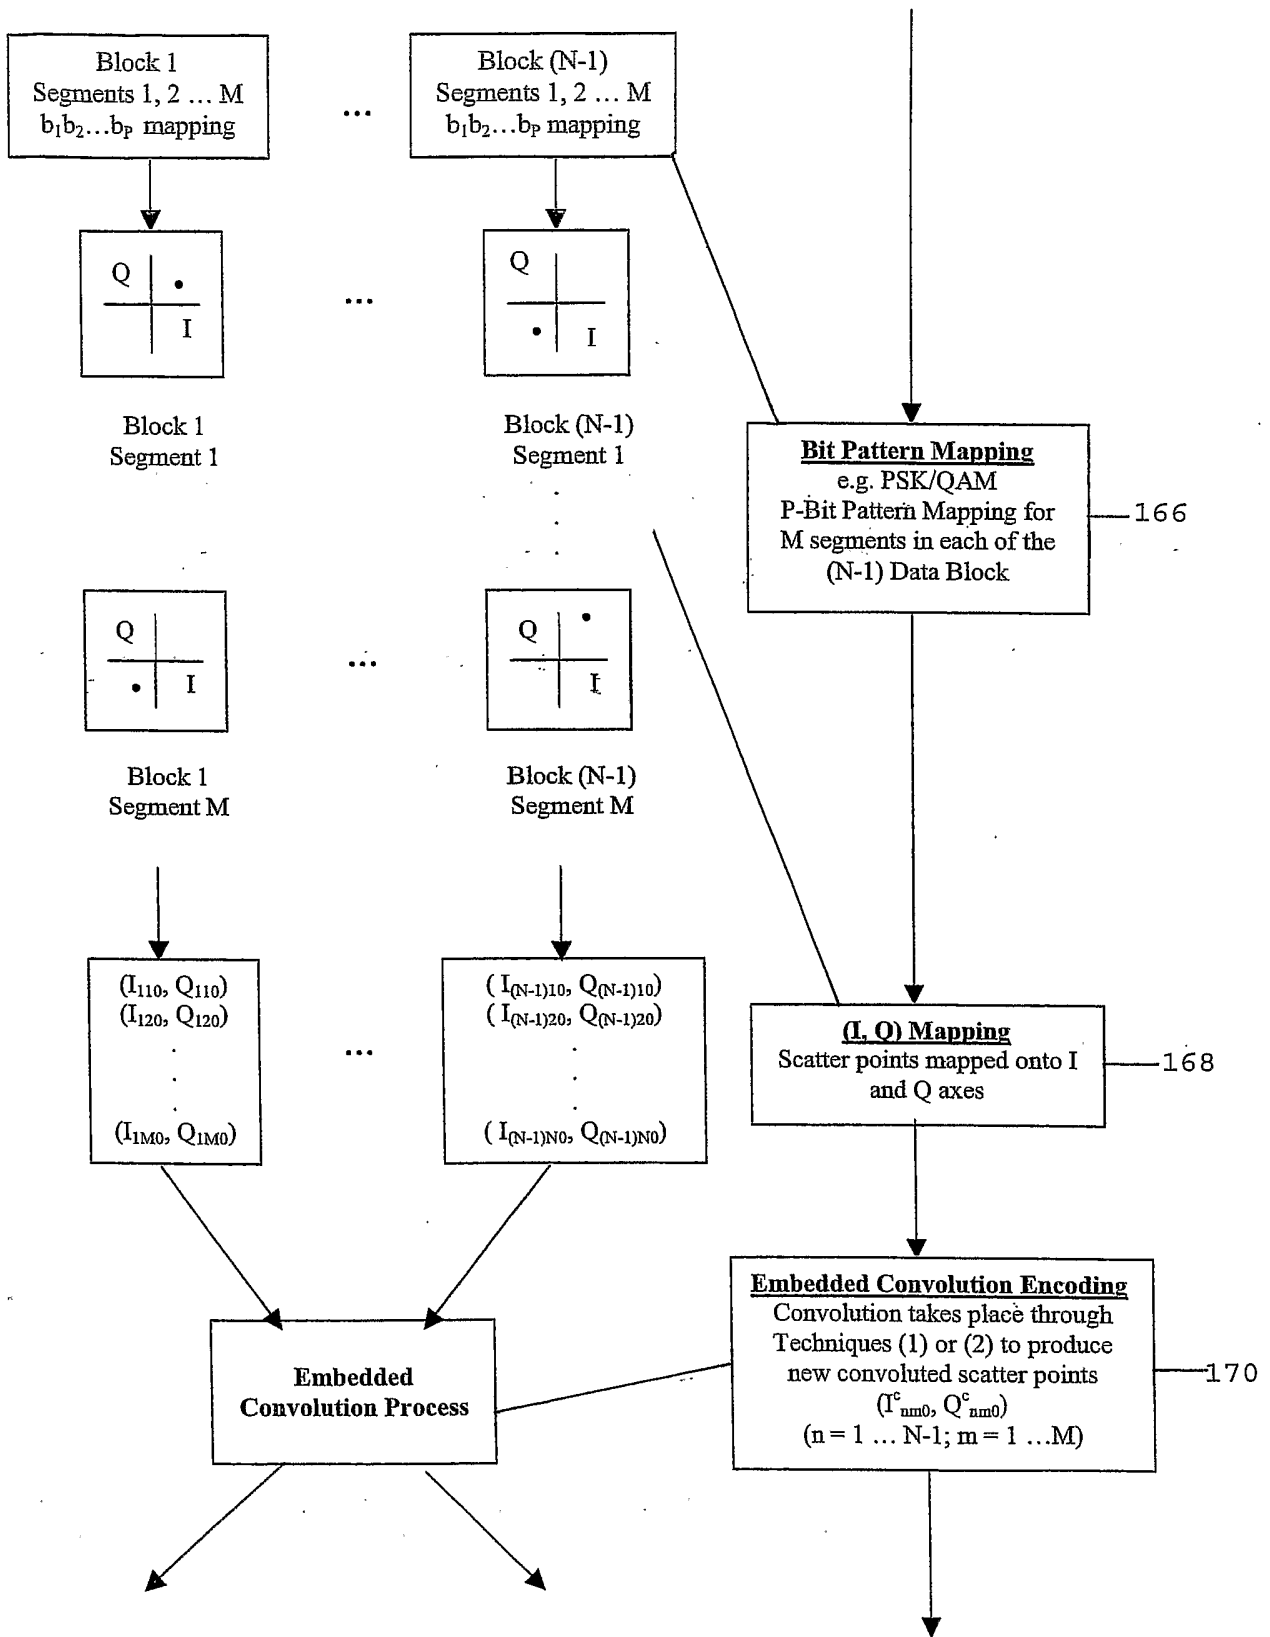 Block 1
Segments 1, 2 ... M
b₁b₂...bₚ mapping
...
Block (N-1)
Segments 1, 2 ... M
b₁b₂...bₚ mapping
Q
I
...
Q
I
Block 1
Segment 1
Block (N-1)
Segment 1
.
.
.
Bit Pattern Mapping
e.g. PSK/QAM
P-Bit Pattern Mapping for
M segments in each of the
(N-1) Data Block
166
Q
I
...
Q
I
Block 1
Segment M
Block (N-1)
Segment M
(I₁₁₀, Q₁₁₀)
(I₁₂₀, Q₁₂₀)
.
.
.
(I₁M₀, Q₁M₀)
...
( I(N-1)10, Q(N-1)10)
( I(N-1)20, Q(N-1)20)
.
.
.
( I(N-1)N0, Q(N-1)N0)
(I, Q) Mapping
Scatter points mapped onto I
and Q axes
168
Embedded
Convolution Process
Embedded Convolution Encoding
Convolution takes place through
Techniques (1) or (2) to produce
new convoluted scatter points
(Iᶜnm0, Qᶜnm0)
(n = 1 ... N-1; m = 1 ...M)
170